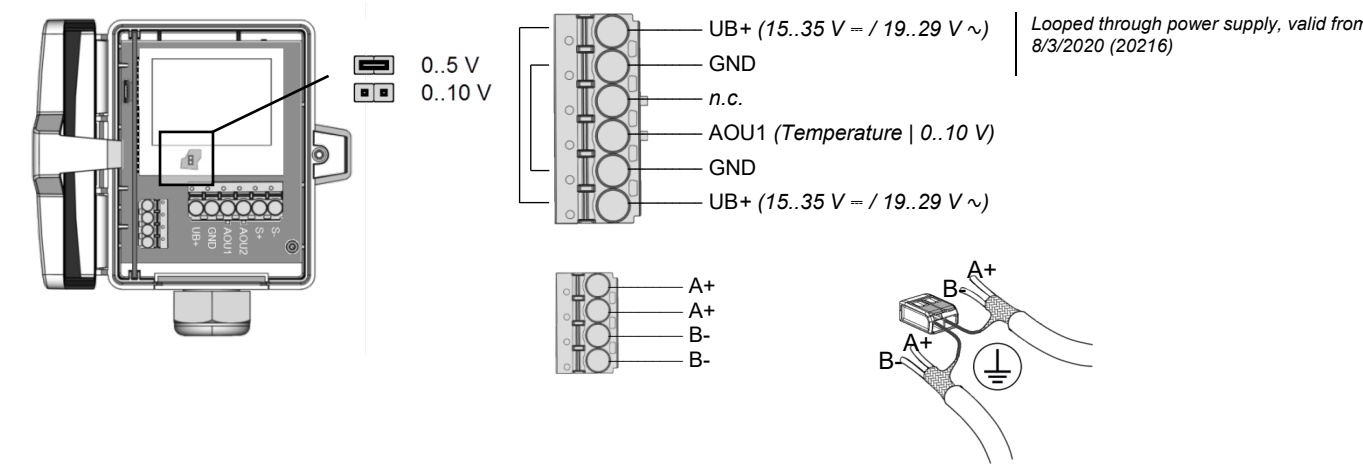 0..5 V
0..10 V
UB+
GND
AOU1
AOU2
S+
S-
UB+ (15..35 V ⎓ / 19..29 V ∿)
GND
n.c.
AOU1 (Temperature | 0..10 V)
GND
UB+ (15..35 V ⎓ / 19..29 V ∿)
Looped through power supply, valid from
8/3/2020 (20216)
A+
A+
B-
B-
A+
B-
A+
B-